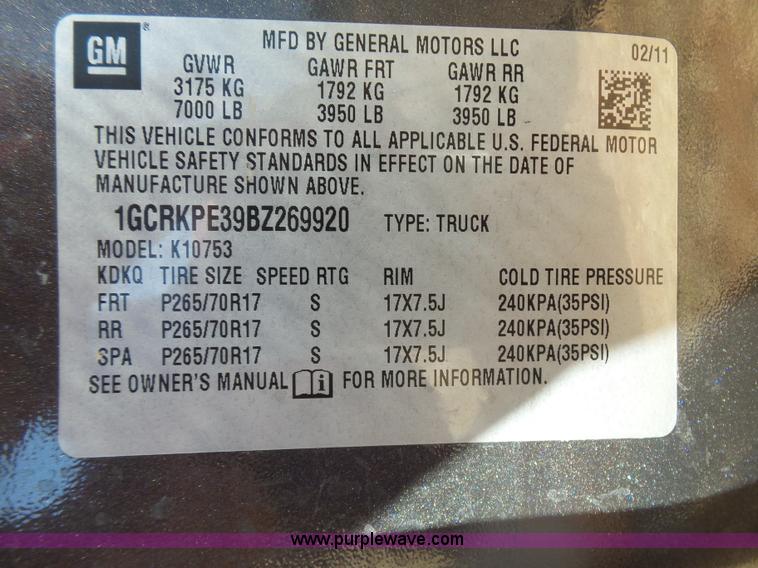 GM
MFD BY GENERAL MOTORS LLC
02/11
GVWR GAWR FRT GAWR RR
3175 KG 1792 KG 1792 KG
7000 LB 3950 LB 3950 LB
THIS VEHICLE CONFORMS TO ALL APPLICABLE U.S. FEDERAL MOTOR
VEHICLE SAFETY STANDARDS IN EFFECT ON THE DATE OF
MANUFACTURE SHOWN ABOVE.
1GCRKPE39BZ269920 TYPE: TRUCK
MODEL: K10753
KDKQ TIRE SIZE SPEED RTG RIM COLD TIRE PRESSURE
FRT P265/70R17 S 17X7.5J 240KPA(35PSI)
RR P265/70R17 S 17X7.5J 240KPA(35PSI)
SPA P265/70R17 S 17X7.5J 240KPA(35PSI)
SEE OWNER'S MANUAL FOR MORE INFORMATION.
www.purplewave.com